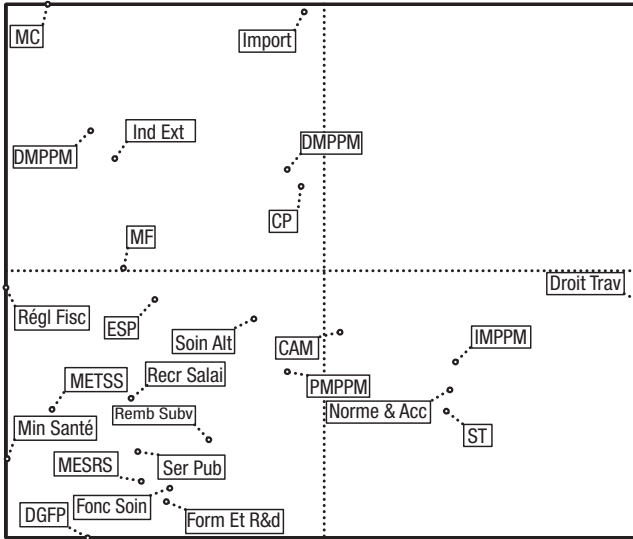 MC
Import
Ind Ext
DMPPM
DMPPM
CP
MF
Droit Trav
Régl Fisc
ESP
Soin Alt
CAM
IMPPM
METSS
Recr Salai
PMPPM
Remb Subv
Norme & Acc
Min Santé
ST
MESRS
Ser Pub
Fonc Soin
DGFP
Form Et R&d